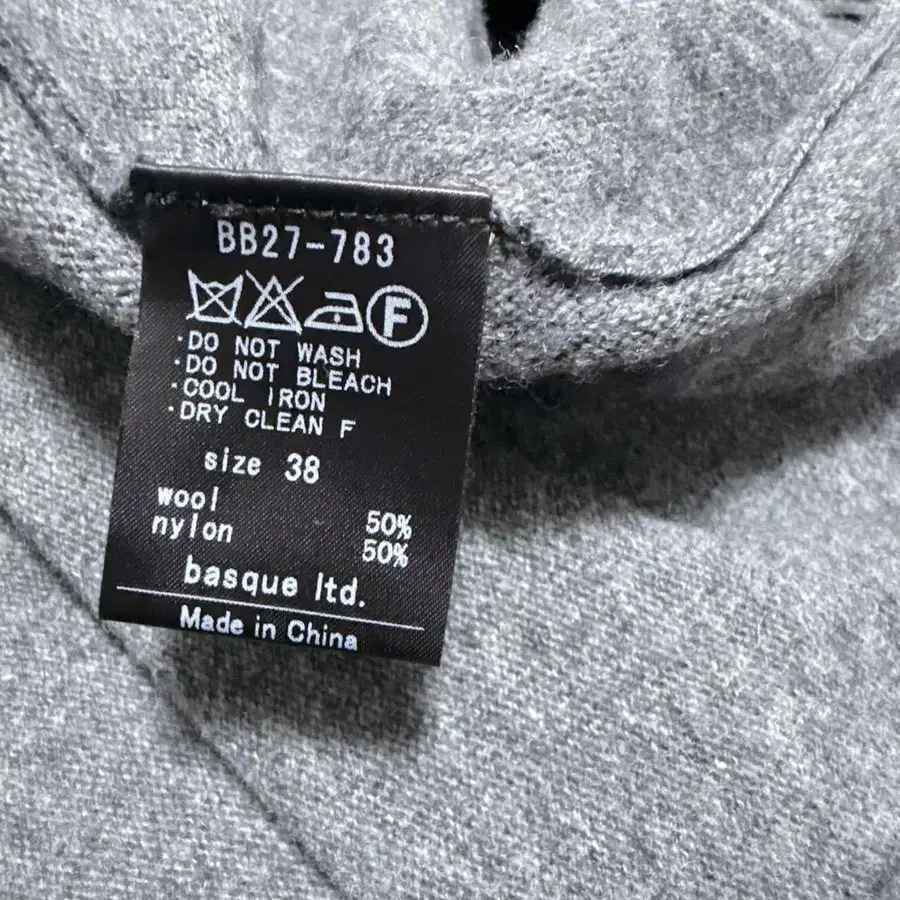 BB27-783
F
·DO NOT WASH
·DO NOT BLEACH
·COOL IRON
·DRY CLEAN F
size 38
wool 50%
nylon 50%
basque ltd.
Made in China